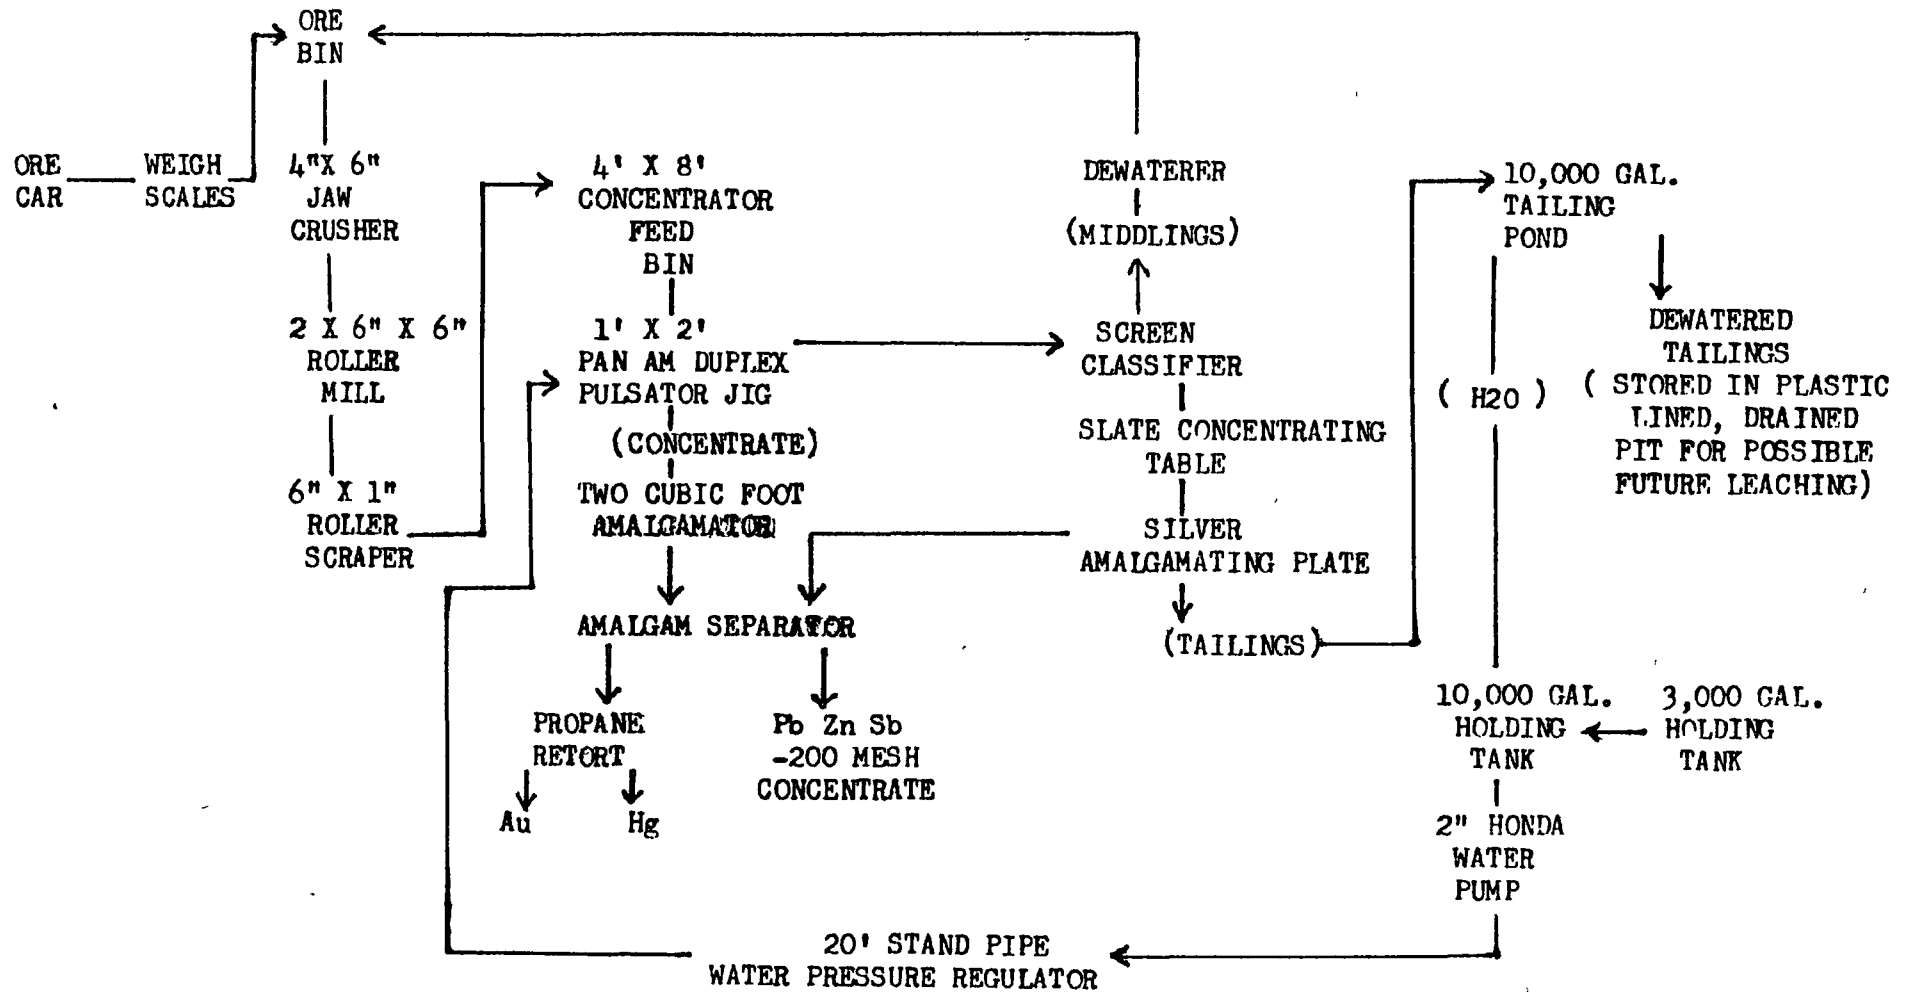 ORE
BIN
ORE
CAR
WEIGH
SCALES
4"X 6"
JAW
CRUSHER
2 X 6" X 6"
ROLLER
MILL
6" X 1"
ROLLER
SCRAPER
4' X 8'
CONCENTRATOR
FEED
BIN
1' X 2'
PAN AM DUPLEX
PULSATOR JIG
(CONCENTRATE)
TWO CUBIC FOOT
AMALGAMATOR
AMALGAM SEPARATOR
PROPANE
RETORT
Au
Hg
Pb Zn Sb
-200 MESH
CONCENTRATE
DEWATERER
(MIDDLINGS)
SCREEN
CLASSIFIER
SLATE CONCENTRATING
TABLE
SILVER
AMALGAMATING PLATE
(TAILINGS)
10,000 GAL.
TAILING
POND
DEWATERED
TAILINGS
( STORED IN PLASTIC
LINED, DRAINED
PIT FOR POSSIBLE
FUTURE LEACHING)
( H2O )
10,000 GAL.
HOLDING
TANK
3,000 GAL.
HOLDING
TANK
2" HONDA
WATER
PUMP
20' STAND PIPE
WATER PRESSURE REGULATOR